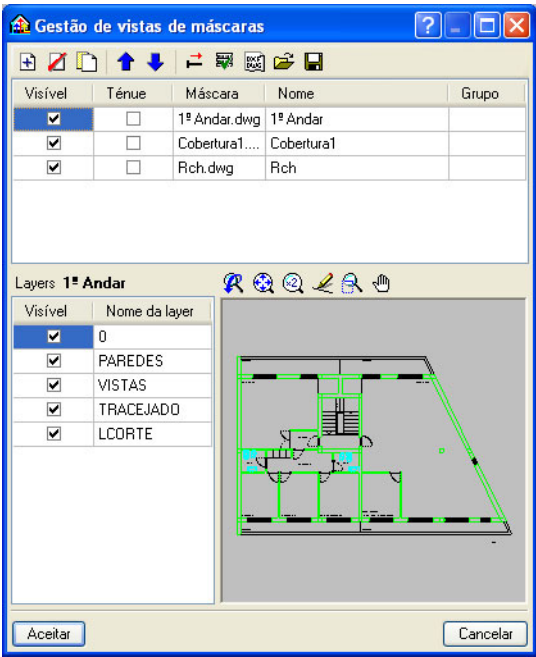 Gestão de vistas de máscaras
Visível Ténue Máscara Nome Grupo
1º Andar.dwg 1º Andar
Cobertura1.... Cobertura1
Rch.dwg Rch
Layers 1º Andar
Visível Nome da layer
0
PAREDES
VISTAS
TRACEJADO
LCORTE
Aceitar Cancelar